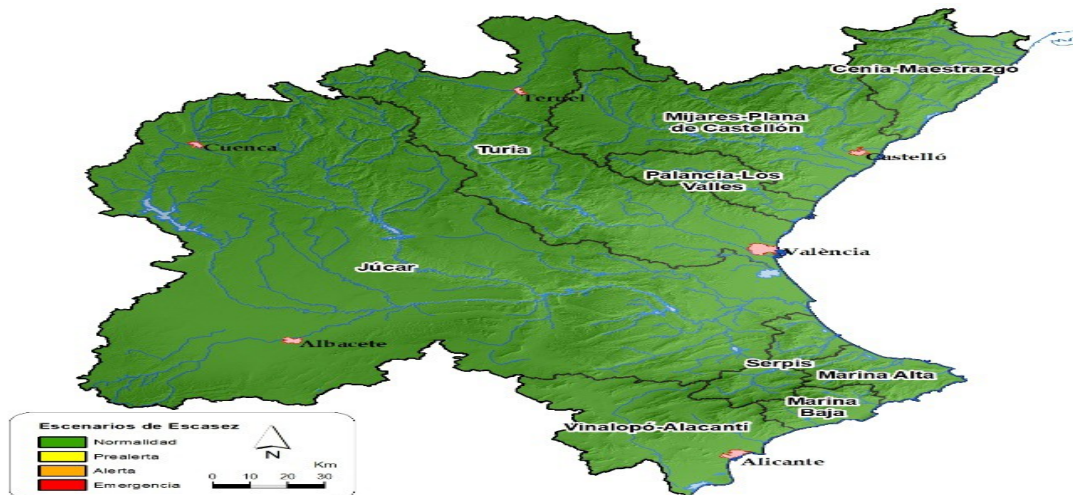 Cenia-Maestrazgo
Teruel
Mijares-Plana
de Castellón
Cuenca
Turia
Castelló
Palancia-Los
Valles
València
Júcar
Albacete
Serpis
Marina Alta
Marina
Baja
Vinalopó-Alacantí
Alicante
Escenarios de Escasez
Normalidad
Prealerta
Alerta
Emergencia
N
Km
0 10 20 30